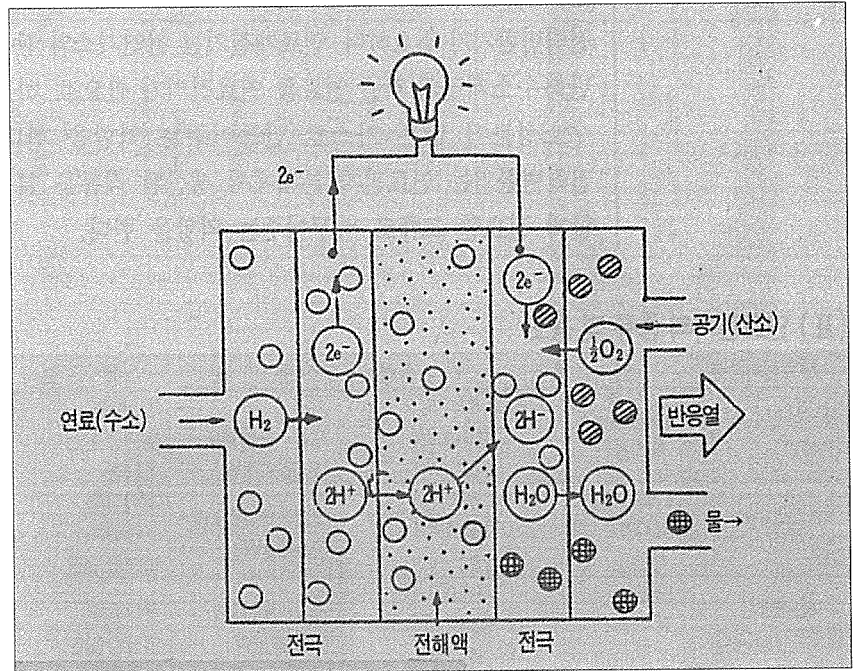 2e⁻
2e⁻
2e⁻
½O₂
공기(산소)
연료(수소)
H₂
2H⁻
반응열
2H⁺
2H⁺
H₂O
H₂O
물→
전극
전해액
전극